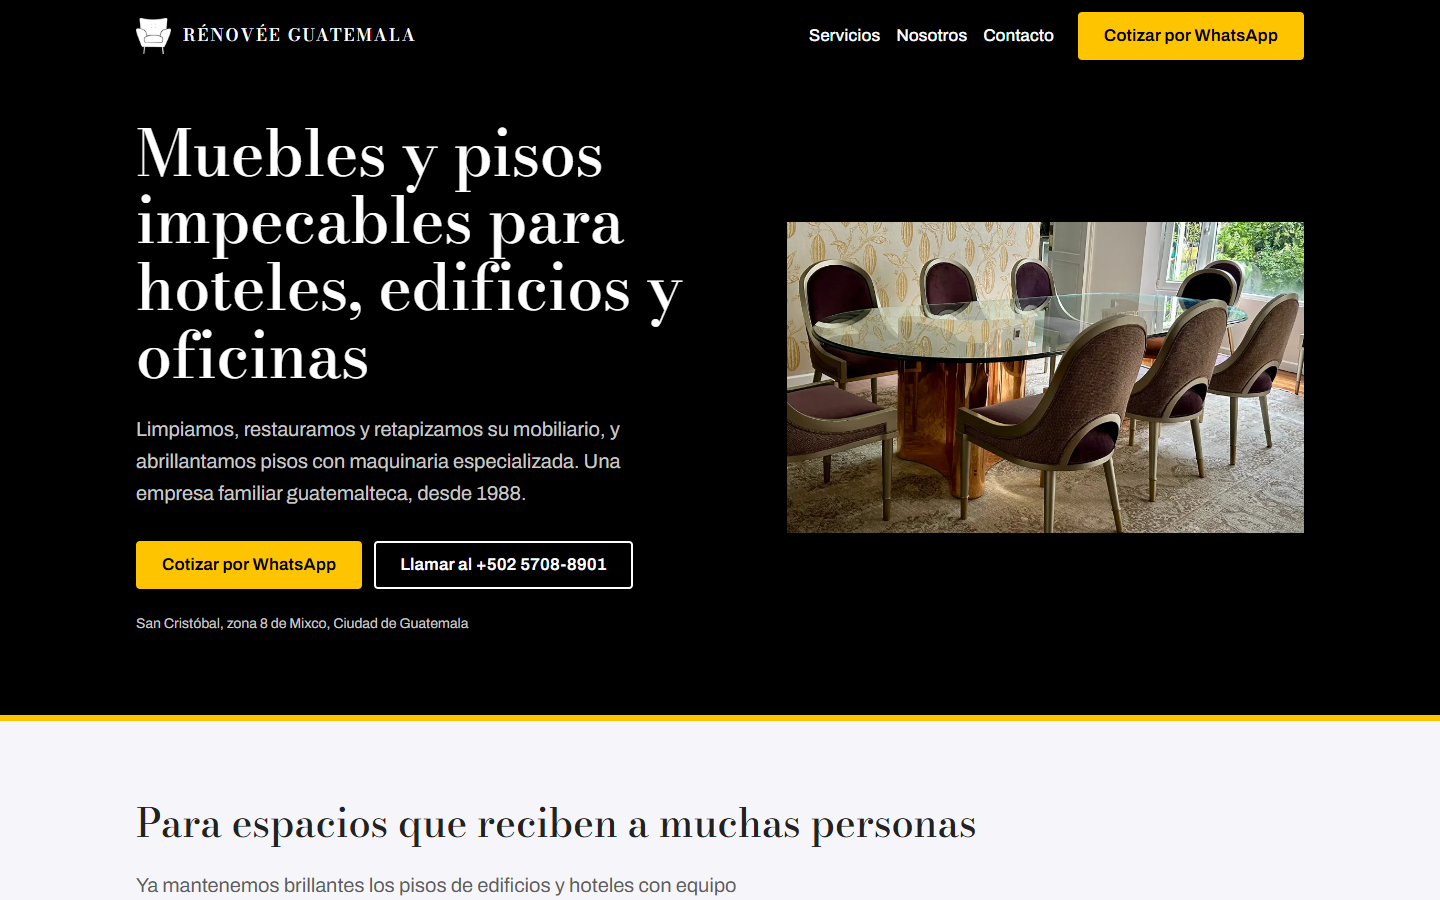 RÉNOVÉE GUATEMALA
Servicios
Nosotros
Contacto
Cotizar por WhatsApp
Muebles y pisos
impecables para
hoteles, edificios y
oficinas
Limpiamos, restauramos y retapizamos su mobiliario, y
abrillantamos pisos con maquinaria especializada. Una
empresa familiar guatemalteca, desde 1988.
Cotizar por WhatsApp
Llamar al +502 5708-8901
San Cristóbal, zona 8 de Mixco, Ciudad de Guatemala
Para espacios que reciben a muchas personas
Ya mantenemos brillantes los pisos de edificios y hoteles con equipo